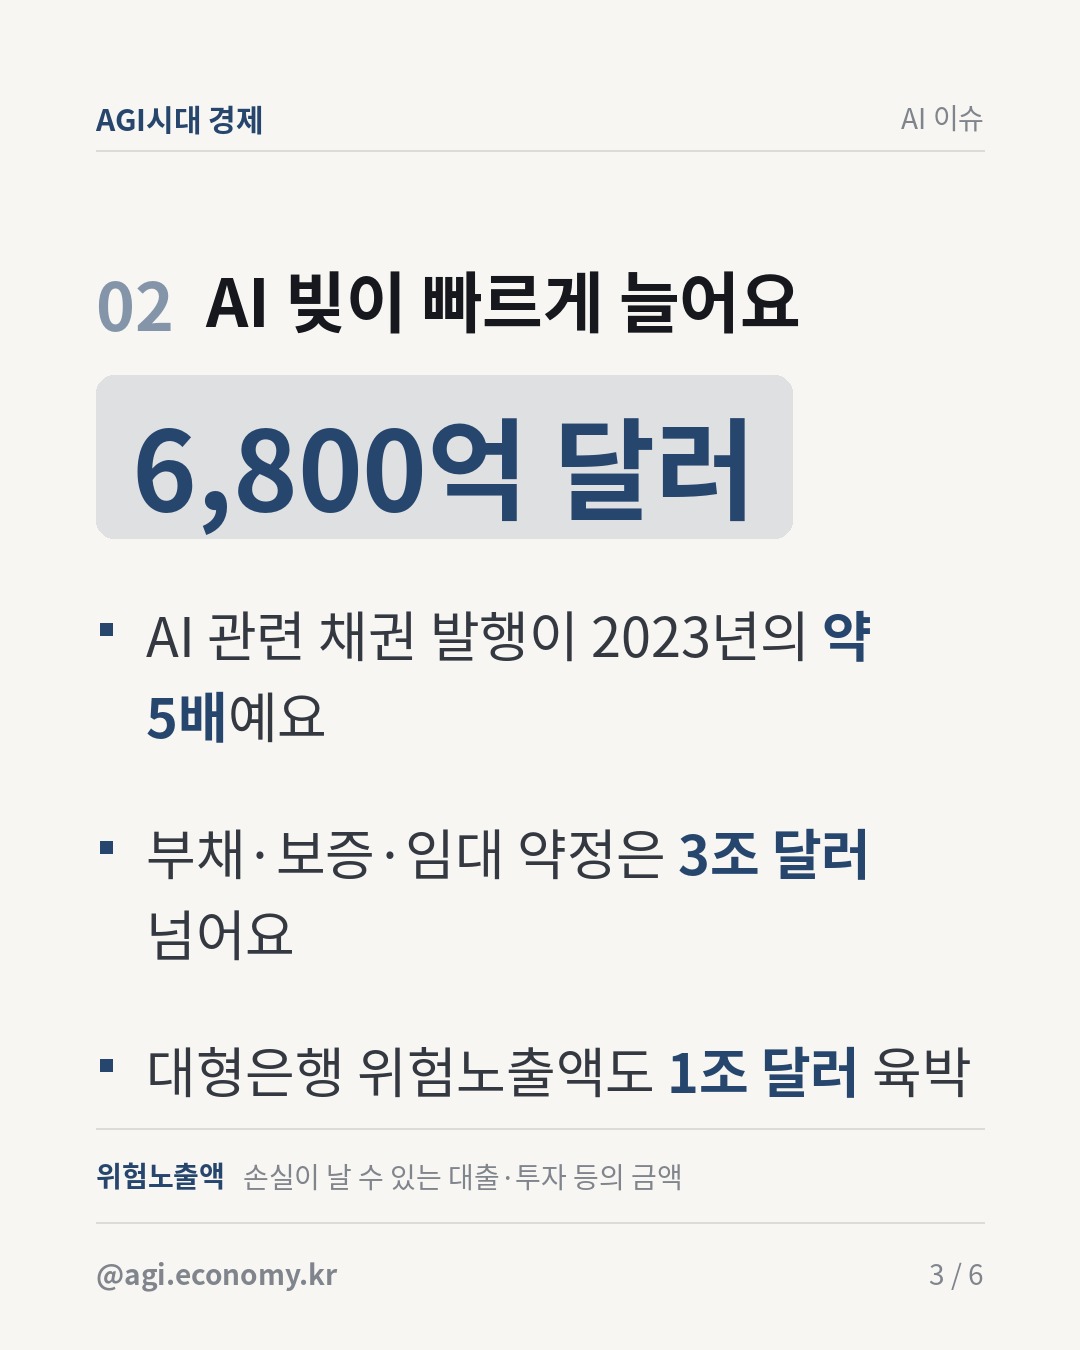 AGI시대 경제
AI 이슈
02 AI 빚이 빠르게 늘어요
6,800억 달러
▪ AI 관련 채권 발행이 2023년의 약
5배예요
▪ 부채·보증·임대 약정은 3조 달러
넘어요
▪ 대형은행 위험노출액도 1조 달러 육박
위험노출액 손실이 날 수 있는 대출·투자 등의 금액
@agi.economy.kr
3 / 6